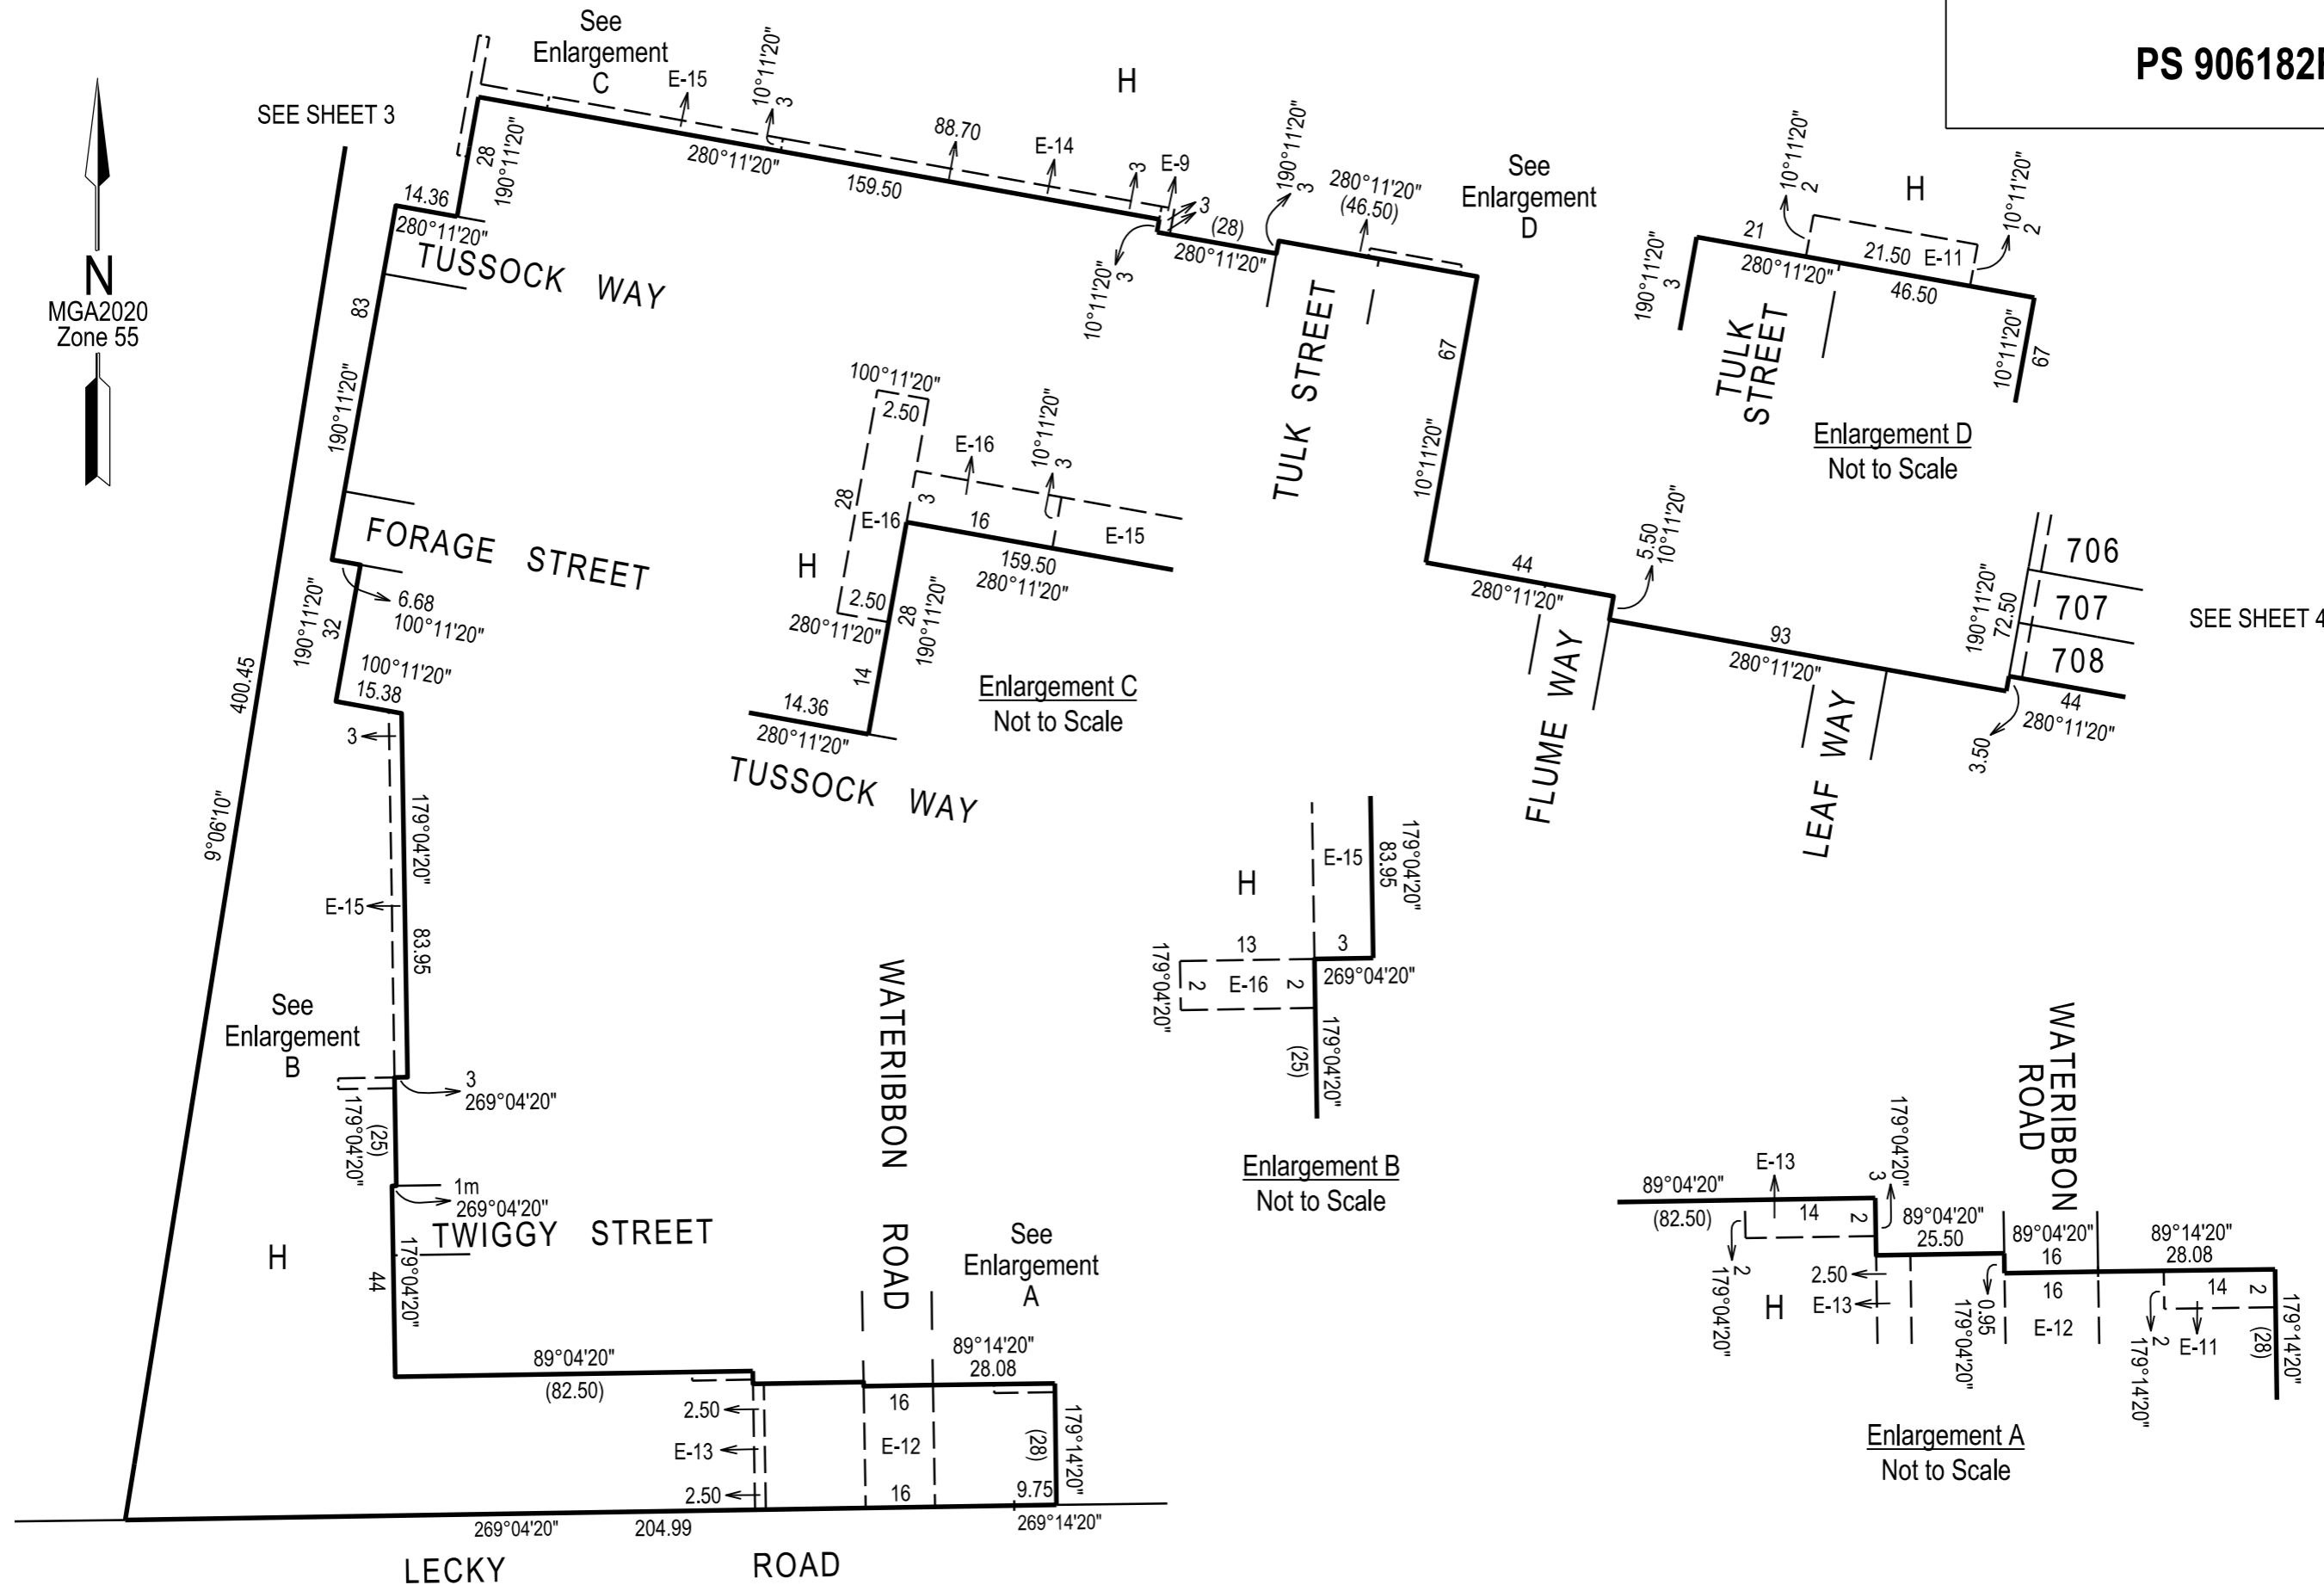 PS 906182
N
MGA2020
Zone 55
SEE SHEET 3
See
Enlargement
C
E-15
10°11'20"
3
H
88.70
E-14
3
E-9
280°11'20"
159.50
3
10°11'20"
3
(28)
280°11'20"
190°11'20"
3
280°11'20"
(46.50)
See
Enlargement
D
28
190°11'20"
14.36
280°11'20"
TUSSOCK WAY
83
190°11'20"
FORAGE STREET
6.68
100°11'20"
190°11'20"
32
100°11'20"
15.38
400.45
9°06'10"
3
179°04'20"
E-15
83.95
See
Enlargement
B
3
269°04'20"
(25)
179°04'20"
1m
269°04'20"
TWIGGY STREET
H
44
179°04'20"
89°04'20"
(82.50)
WATERIBBON ROAD
See
Enlargement
A
89°14'20"
28.08
2.50
E-13
2.50
16
E-12
16
(28)
179°14'20"
9.75
269°04'20"
204.99
269°14'20"
LECKY ROAD
TULK STREET
67
10°11'20"
44
280°11'20"
5.50
10°11'20"
FLUME WAY
93
280°11'20"
LEAF WAY
3.50
44
280°11'20"
190°11'20"
72.50
706
707
708
SEE SHEET 4
100°11'20"
2.50
28
E-16
E-16
3
16
10°11'20"
3
E-15
159.50
280°11'20"
H
2.50
280°11'20"
28
190°11'20"
14
14.36
280°11'20"
TUSSOCK WAY
Enlargement C
Not to Scale
10°11'20"
2
H
10°11'20"
2
21
280°11'20"
21.50
E-11
46.50
190°11'20"
3
TULK
STREET
10°11'20"
67
Enlargement D
Not to Scale
E-15
179°04'20"
83.95
H
13
3
269°04'20"
179°04'20"
2
E-16
2
179°04'20"
(25)
Enlargement B
Not to Scale
WATERIBBON
ROAD
E-13
89°04'20"
(82.50)
14
2
179°04'20"
3
2
179°04'20"
89°04'20"
25.50
2.50
E-13
H
0.95
179°04'20"
89°04'20"
16
16
E-12
89°14'20"
28.08
14
2
2
179°14'20"
E-11
(28)
179°14'20"
Enlargement A
Not to Scale